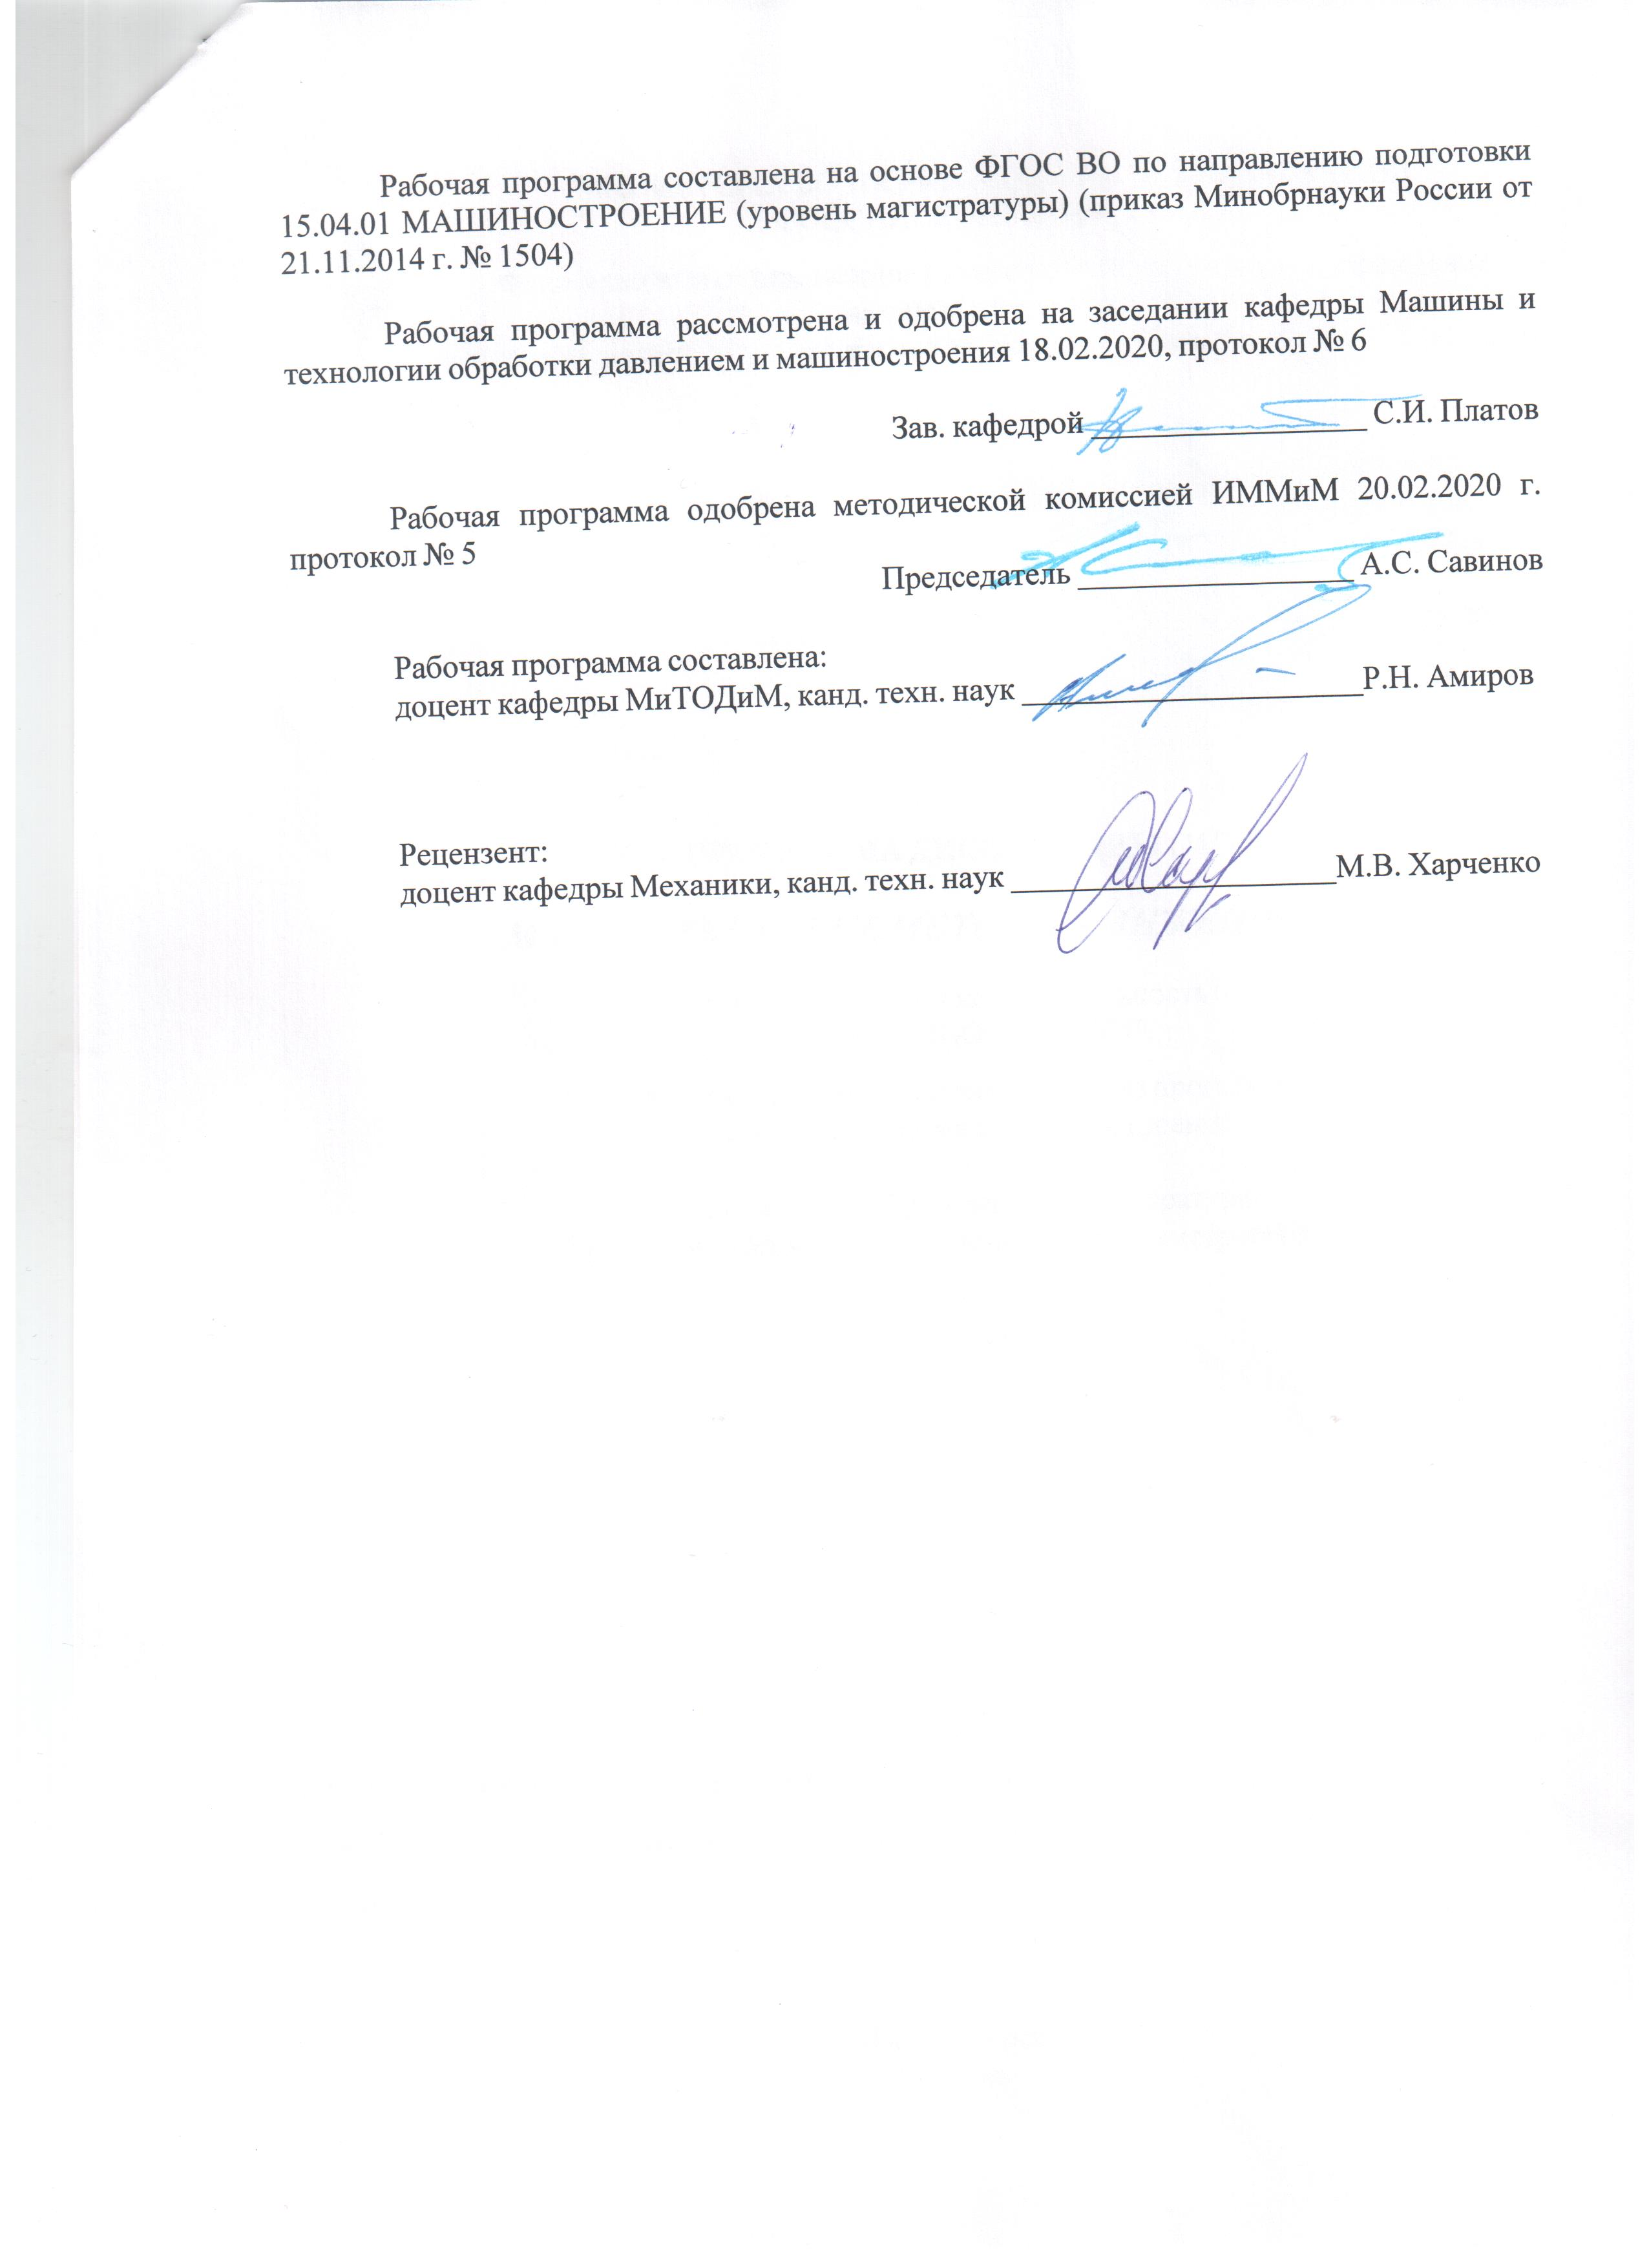 Рабочая программа составлена на основе ФГОС ВО по направлению подготовки
15.04.01 МАШИНОСТРОЕНИЕ (уровень магистратуры) (приказ Минобрнауки России от
21.11.2014 г. № 1504)
Рабочая программа рассмотрена и одобрена на заседании кафедры Машины и
технологии обработки давлением и машиностроения 18.02.2020, протокол № 6
Зав. кафедрой ____________________ С.И. Платов
Рабочая программа одобрена методической комиссией ИММиМ 20.02.2020 г.
протокол № 5
Председатель ____________________ А.С. Савинов
Рабочая программа составлена:
доцент кафедры МиТОДиМ, канд. техн. наук _________________________Р.Н. Амиров
Рецензент:
доцент кафедры Механики, канд. техн. наук ________________________М.В. Харченко